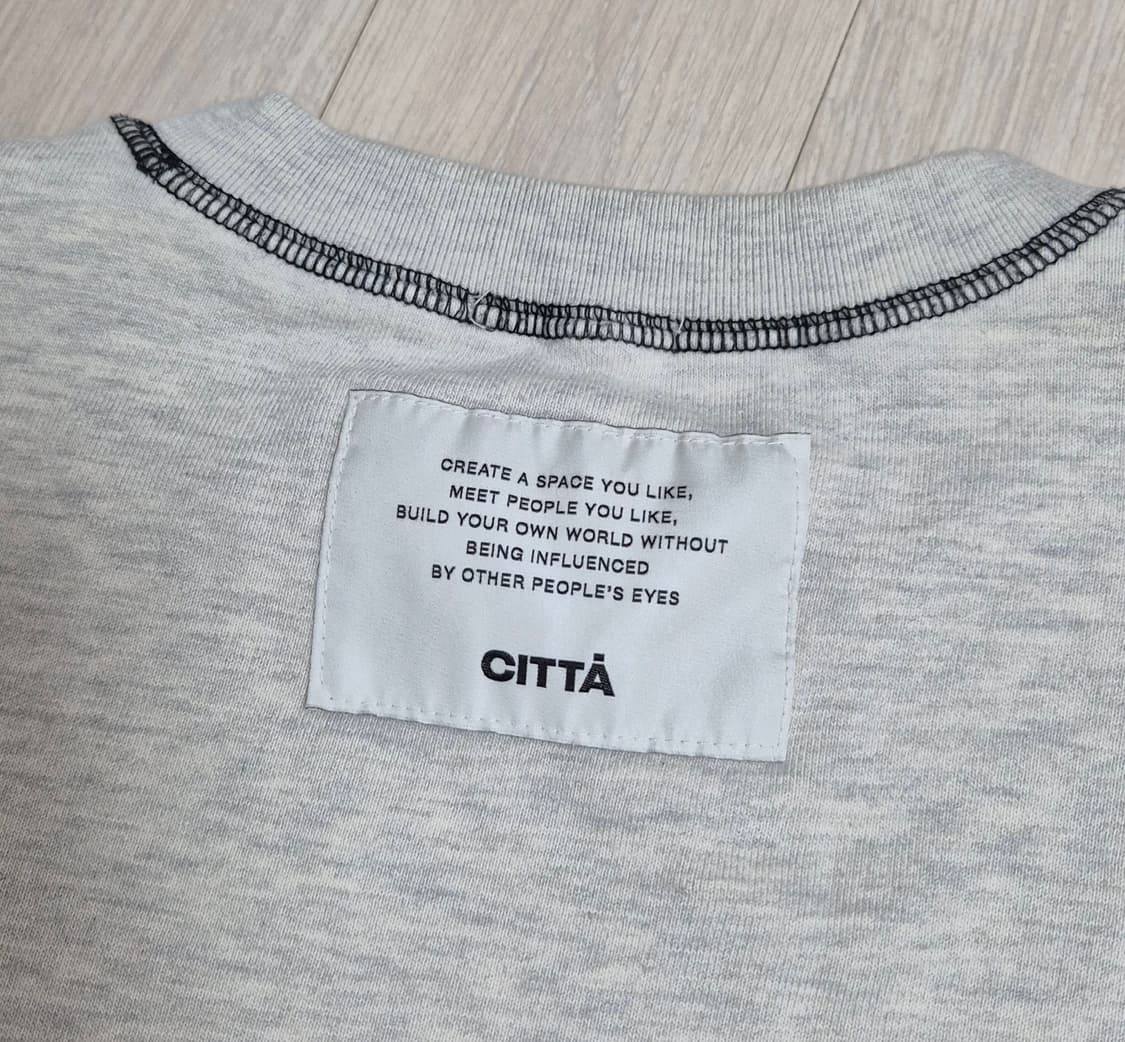 CREATE A SPACE YOU LIKE,
MEET PEOPLE YOU LIKE,
BUILD YOUR OWN WORLD WITHOUT
BEING INFLUENCED
BY OTHER PEOPLE'S EYES
CITTȦ